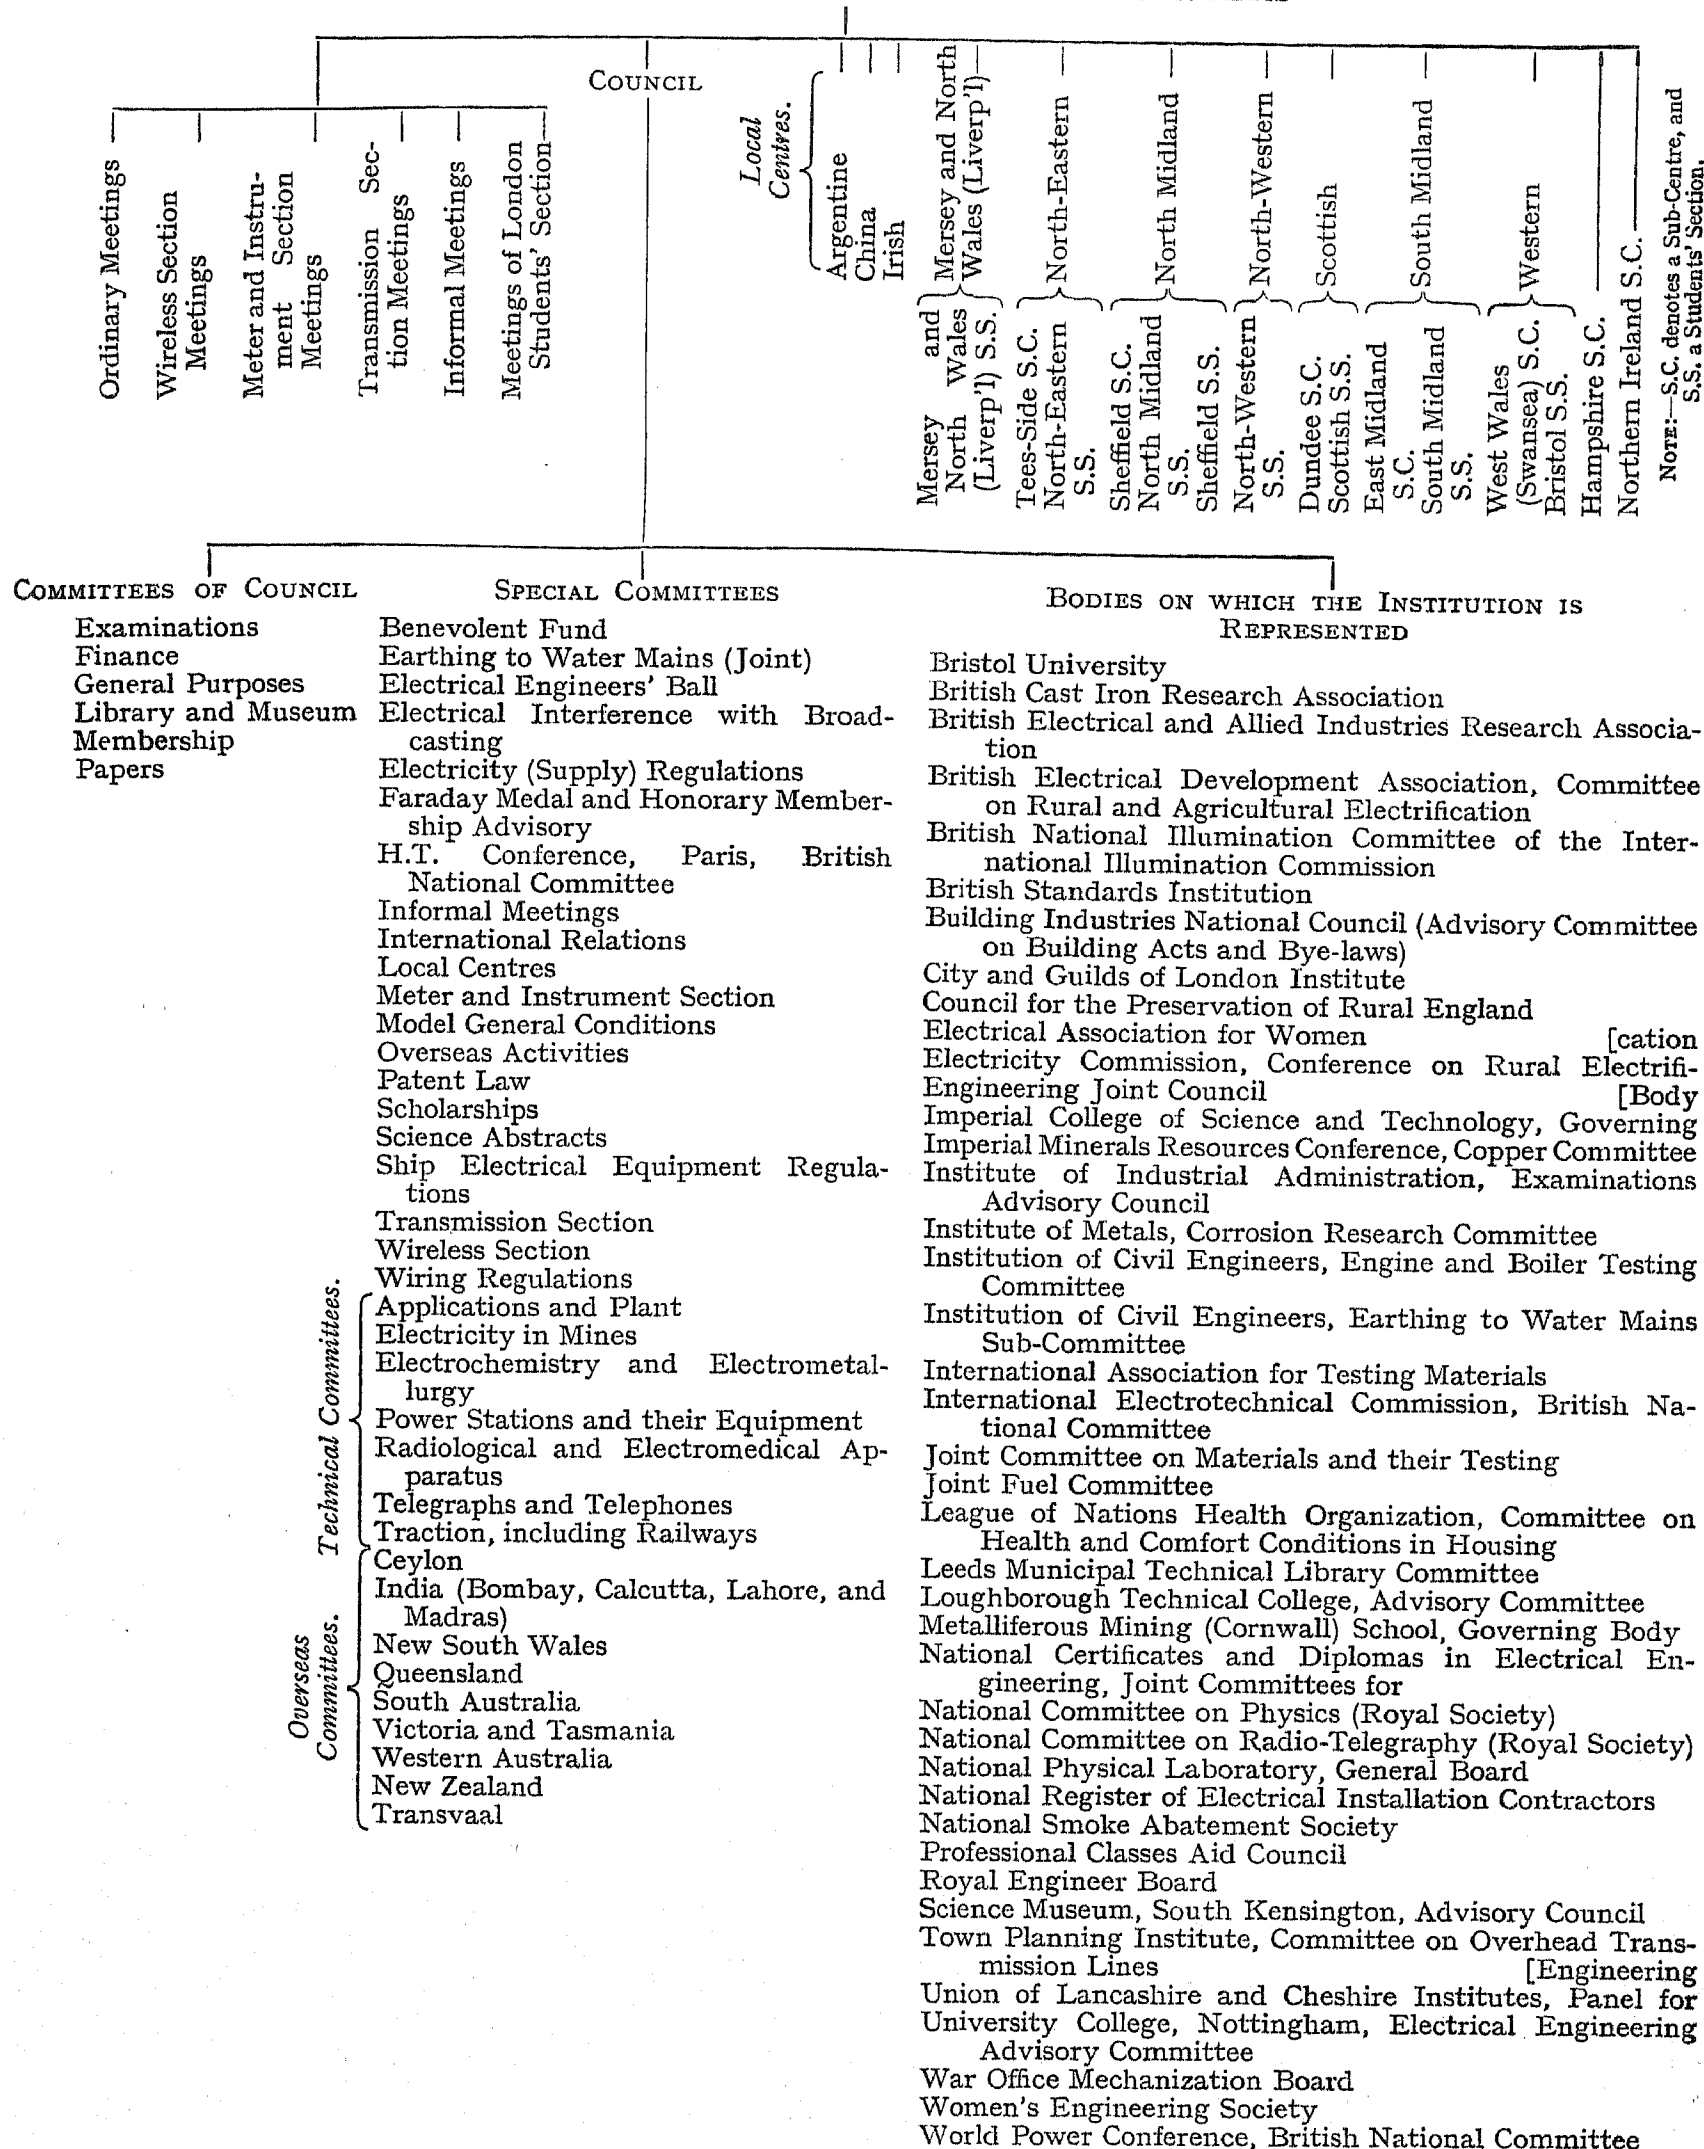 COUNCIL
Ordinary Meetings
Wireless Section
Meetings
Meter and Instru-
ment Section
Meetings
Transmission Sec-
tion Meetings
Informal Meetings
Meetings of London
Students' Section
Local
Centres.
Argentine
China
Irish
Mersey and North
Wales (Liverp'l)
North-Eastern
North Midland
North-Western
Scottish
South Midland
Western
Mersey and
North Wales
(Liverp'l) S.S.
Tees-Side S.C.
North-Eastern
S.S.
Sheffield S.C.
North Midland
S.S.
Sheffield S.S.
North-Western
S.S.
Dundee S.C.
Scottish S.S.
East Midland
S.C.
South Midland
S.S.
West Wales
(Swansea) S.C.
Bristol S.S.
Hampshire S.C.
Northern Ireland S.C.
NOTE:—S.C. denotes a Sub-Centre, and
S.S. a Students' Section.
COMMITTEES OF COUNCIL
Examinations
Finance
General Purposes
Library and Museum
Membership
Papers
SPECIAL COMMITTEES
Benevolent Fund
Earthing to Water Mains (Joint)
Electrical Engineers' Ball
Electrical Interference with Broad-
casting
Electricity (Supply) Regulations
Faraday Medal and Honorary Member-
ship Advisory
H.T. Conference, Paris, British
National Committee
Informal Meetings
International Relations
Local Centres
Meter and Instrument Section
Model General Conditions
Overseas Activities
Patent Law
Scholarships
Science Abstracts
Ship Electrical Equipment Regula-
tions
Transmission Section
Wireless Section
Wiring Regulations
Technical Committees.
Applications and Plant
Electricity in Mines
Electrochemistry and Electrometal-
lurgy
Power Stations and their Equipment
Radiological and Electromedical Ap-
paratus
Telegraphs and Telephones
Traction, including Railways
Overseas
Committees.
Ceylon
India (Bombay, Calcutta, Lahore, and
Madras)
New South Wales
Queensland
South Australia
Victoria and Tasmania
Western Australia
New Zealand
Transvaal
BODIES ON WHICH THE INSTITUTION IS
REPRESENTED
Bristol University
British Cast Iron Research Association
British Electrical and Allied Industries Research Associa-
tion
British Electrical Development Association, Committee
on Rural and Agricultural Electrification
British National Illumination Committee of the Inter-
national Illumination Commission
British Standards Institution
Building Industries National Council (Advisory Committee
on Building Acts and Bye-laws)
City and Guilds of London Institute
Council for the Preservation of Rural England
Electrical Association for Women [cation
Electricity Commission, Conference on Rural Electrifi-
Engineering Joint Council [Body
Imperial College of Science and Technology, Governing
Imperial Minerals Resources Conference, Copper Committee
Institute of Industrial Administration, Examinations
Advisory Council
Institute of Metals, Corrosion Research Committee
Institution of Civil Engineers, Engine and Boiler Testing
Committee
Institution of Civil Engineers, Earthing to Water Mains
Sub-Committee
International Association for Testing Materials
International Electrotechnical Commission, British Na-
tional Committee
Joint Committee on Materials and their Testing
Joint Fuel Committee
League of Nations Health Organization, Committee on
Health and Comfort Conditions in Housing
Leeds Municipal Technical Library Committee
Loughborough Technical College, Advisory Committee
Metalliferous Mining (Cornwall) School, Governing Body
National Certificates and Diplomas in Electrical En-
gineering, Joint Committees for
National Committee on Physics (Royal Society)
National Committee on Radio-Telegraphy (Royal Society)
National Physical Laboratory, General Board
National Register of Electrical Installation Contractors
National Smoke Abatement Society
Professional Classes Aid Council
Royal Engineer Board
Science Museum, South Kensington, Advisory Council
Town Planning Institute, Committee on Overhead Trans-
mission Lines [Engineering
Union of Lancashire and Cheshire Institutes, Panel for
University College, Nottingham, Electrical Engineering
Advisory Committee
War Office Mechanization Board
Women's Engineering Society
World Power Conference, British National Committee